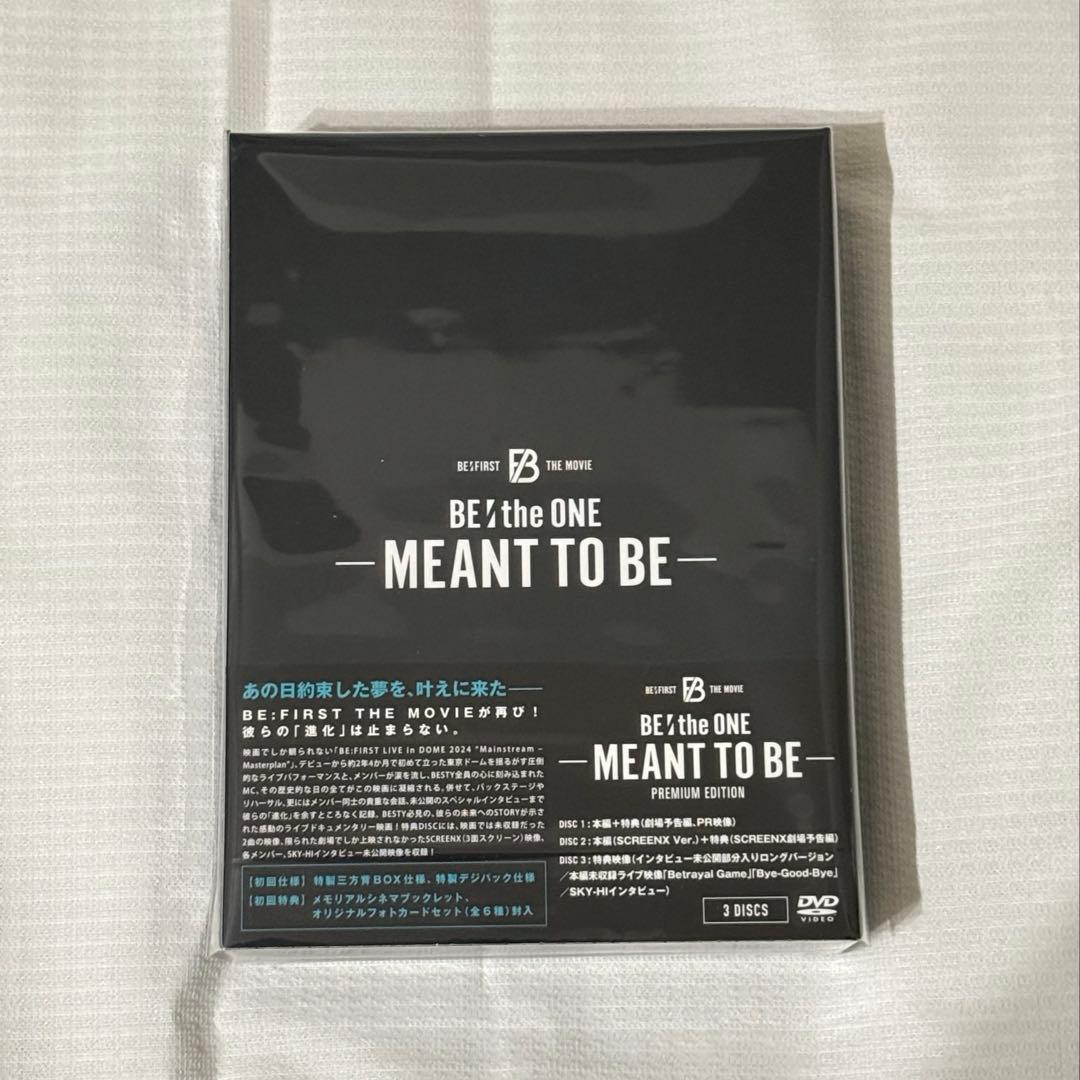 BE:FIRST THE MOVIE
BE:the ONE
—MEANT TO BE—
あの日約束した夢を、叶えに来た——
BE:FIRST THE MOVIEが再び！
彼らの「進化」は止まらない。
映画でしか観られない「BE:FIRST LIVE in DOME 2024 “Mainstream –
Masterplan”」、デビューから約2年4か月で初めて立った東京ドームを揺るがす圧倒
的なライブパフォーマンスと、メンバーが涙を流し、BESTY全員の心に刻み込まれた
MC、その歴史的な日の全てがこの映画に凝縮される。併せて、バックステージや
リハーサル、更にはメンバー同士の貴重な会話、未公開のスペシャルインタビューまで
彼らの「進化」を余すところなく記録。BESTY必見の、彼らの未来へのSTORYが示さ
れた感動のライブドキュメンタリー映画！特典DISCには、映画では未収録だった
2曲の映像、限られた劇場でしか上映されなかったSCREENX(3面スクリーン)映像、
各メンバー、SKY-HIインタビュー未公開映像を収録！
【初回仕様】特製三方背BOX仕様、特製デジパック仕様
【初回特典】メモリアルシネマブックレット、
オリジナルフォトカードセット(全6種)封入
BE:FIRST THE MOVIE
BE:the ONE
—MEANT TO BE—
PREMIUM EDITION
DISC 1：本編＋特典(劇場予告編、PR映像)
DISC 2：本編(SCREENX Ver.)＋特典(SCREENX劇場予告編)
DISC 3：特典映像(インタビュー未公開部分入りロングバージョン
／本編未収録ライブ映像「Betrayal Game」「Bye-Good-Bye」
／SKY-HIインタビュー)
3 DISCS
DVD
VIDEO